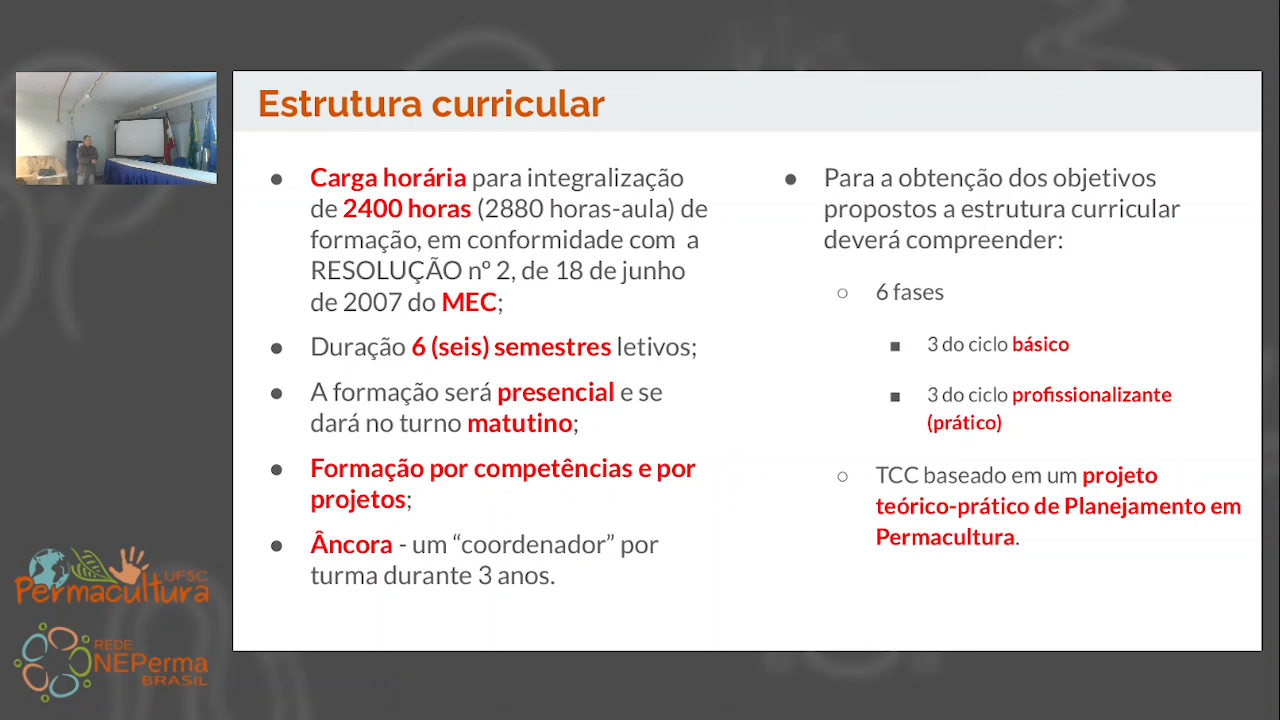 Estrutura curricular
● Carga horária para integralização
de 2400 horas (2880 horas-aula) de
formação, em conformidade com a
RESOLUÇÃO nº 2, de 18 de junho
de 2007 do MEC;
● Duração 6 (seis) semestres letivos;
● A formação será presencial e se
dará no turno matutino;
● Formação por competências e por
projetos;
● Âncora - um “coordenador” por
turma durante 3 anos.
● Para a obtenção dos objetivos
propostos a estrutura curricular
deverá compreender:
○ 6 fases
■ 3 do ciclo básico
■ 3 do ciclo profissionalizante
(prático)
○ TCC baseado em um projeto
teórico-prático de Planejamento em
Permacultura.
UFSC
Permacultura
REDE
NEPerma
BRASIL